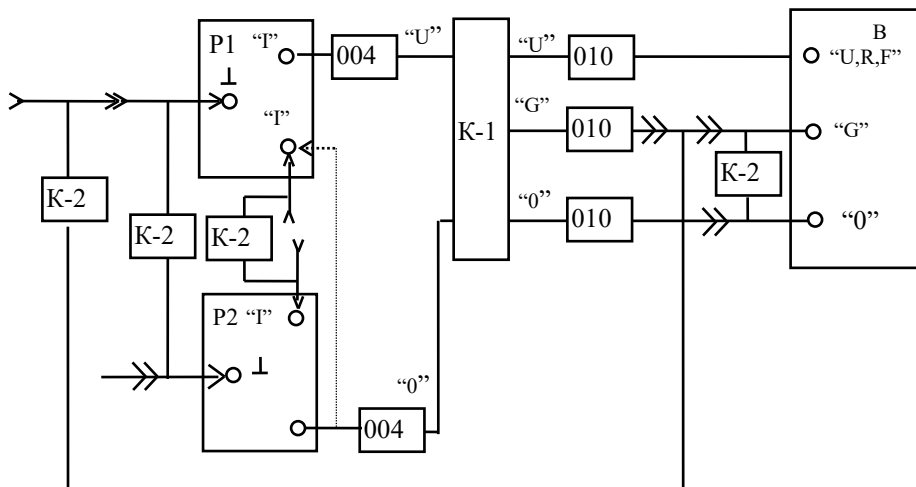 P1
“I”
⊥
“I”
004
“U”
К-1
“U”
010
“G”
010
“0”
010
В
“U,R,F”
“G”
К-2
“0”
К-2
К-2
К-2
P2 “I”
⊥
004
“0”